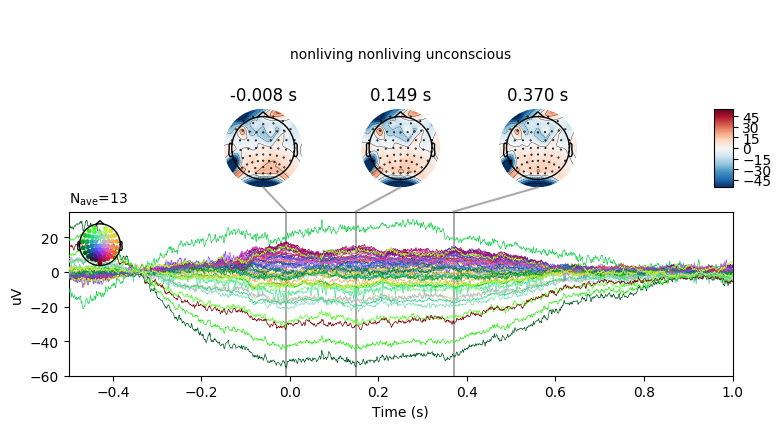 nonliving nonliving unconscious
-0.008 s 0.149 s 0.370 s
45
30
15
0
−15
−30
−45
Nave=13
20
0
−20
−40
−60
uV
−0.4 −0.2 0.0 0.2 0.4 0.6 0.8 1.0
Time (s)